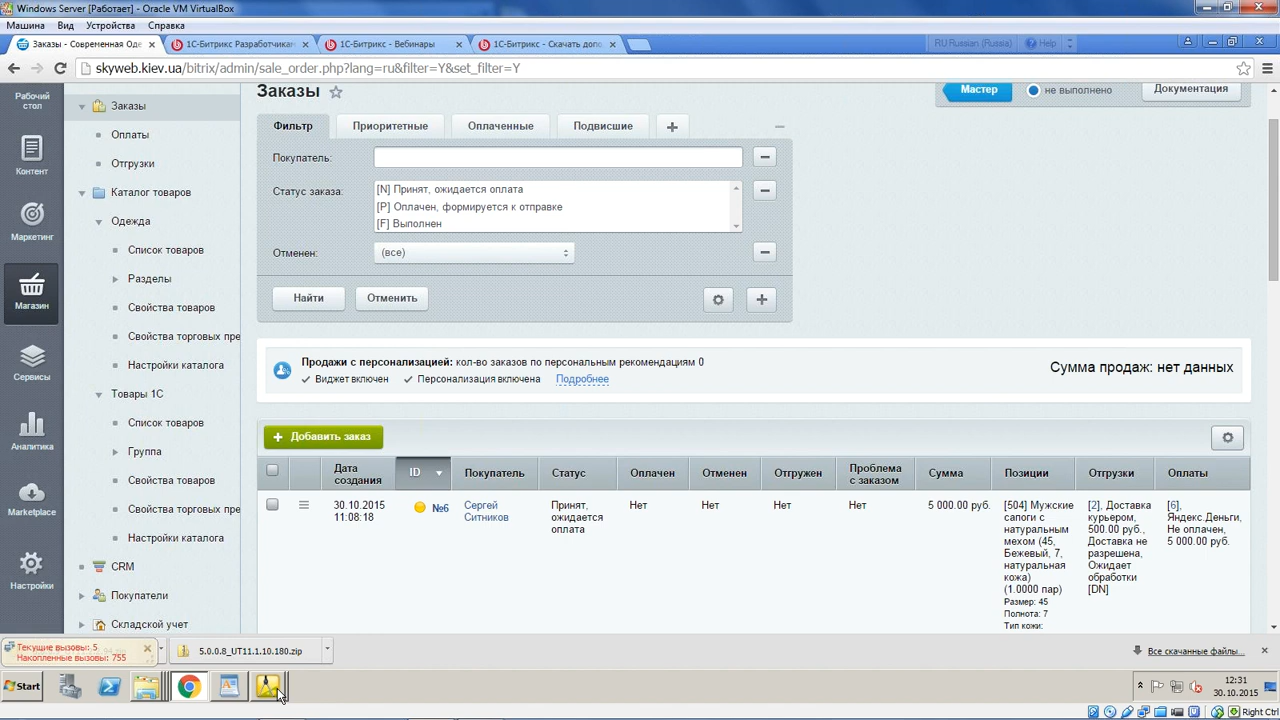 Windows Server [Работает] - Oracle VM VirtualBox
Машина Вид Устройства Справка
Заказы - Современная Оде
1С-Битрикс Разработчикам
1С-Битрикс - Вебинары
1С-Битрикс - Скачать допо
RU Russian (Russia) Help
skyweb.kiev.ua/bitrix/admin/sale_order.php?lang=ru&filter=Y&set_filter=Y
Рабочий
стол
Контент
Маркетинг
Магазин
Сервисы
Аналитика
Marketplace
Настройки
Заказы
Оплаты
Отгрузки
Каталог товаров
Одежда
Список товаров
Разделы
Свойства товаров
Свойства торговых пре
Настройки каталога
Товары 1С
Список товаров
Группа
Свойства товаров
Свойства торговых пре
Настройки каталога
CRM
Покупатели
Складской учет
Заказы
Мастер не выполнено Документация
Фильтр Приоритетные Оплаченные Подвисшие
Покупатель:
Статус заказа: [N] Принят, ожидается оплата
[P] Оплачен, формируется к отправке
[F] Выполнен
Отменен: (все)
Найти Отменить
Продажи с персонализацией: кол-во заказов по персональным рекомендациям 0
Виджет включен Персонализация включена Подробнее
Сумма продаж: нет данных
+ Добавить заказ
Дата
создания
ID
Покупатель
Статус
Оплачен
Отменен
Отгружен
Проблема
с заказом
Сумма
Позиции
Отгрузки
Оплаты
30.10.2015
11:08:18
№6
Сергей
Ситников
Принят,
ожидается
оплата
Нет
Нет
Нет
Нет
5 000.00 руб.
[504] Мужские
сапоги с
натуральным
мехом (45,
Бежевый, 7,
натуральная
кожа)
(1.0000 пар)
Размер: 45
Полнота: 7
Тип кожи:
[2], Доставка
курьером,
500.00 руб.,
Доставка не
разрешена,
Ожидает
обработки
[DN]
[6],
Яндекс.Деньги,
Не оплачен,
5 000.00 руб.
Текущие вызовы: 5
Накопленные вызовы: 755
5.0.0.8_UT11.1.10.180.zip
Все скачанные файлы...
Start
12:31
30.10.2015
Right Ctrl